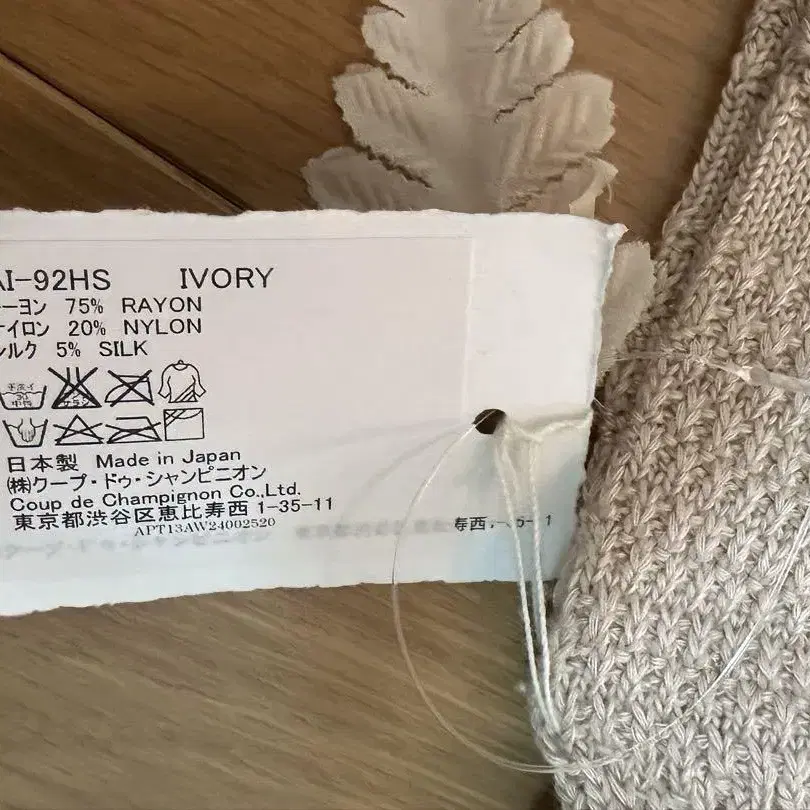 AI-92HS IVORY
ーヨン 75% RAYON
イロン 20% NYLON
ルク 5% SILK
日本製 Made in Japan
㈱クープ・ドゥ・シャンピニオン
Coup de Champignon Co.,Ltd.
東京都渋谷区恵比寿西 1-35-11
APT13AW24002520
寿西